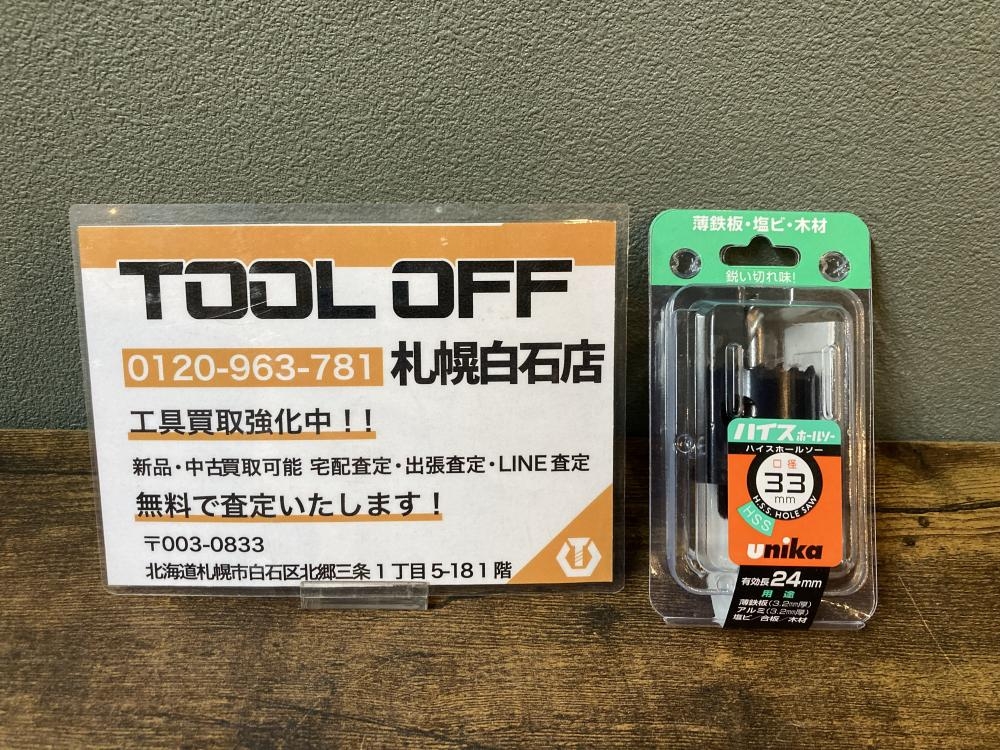 TOOL OFF
0120-963-781 札幌白石店
工具買取強化中！！
新品・中古買取可能 宅配査定・出張査定・LINE査定
無料で査定いたします！
〒003-0833
北海道札幌市白石区北郷三条1丁目5-18 1階
薄鉄板・塩ビ・木材
鋭い切れ味!
ハイスホールソー
ハイスホールソー
口径
33
mm
H.S.S. HOLE SAW
HSS
unika
有効長24mm
用途
薄鉄板(3.2mm厚)
アルミ(3.2mm厚)
塩ビ/合板/木材